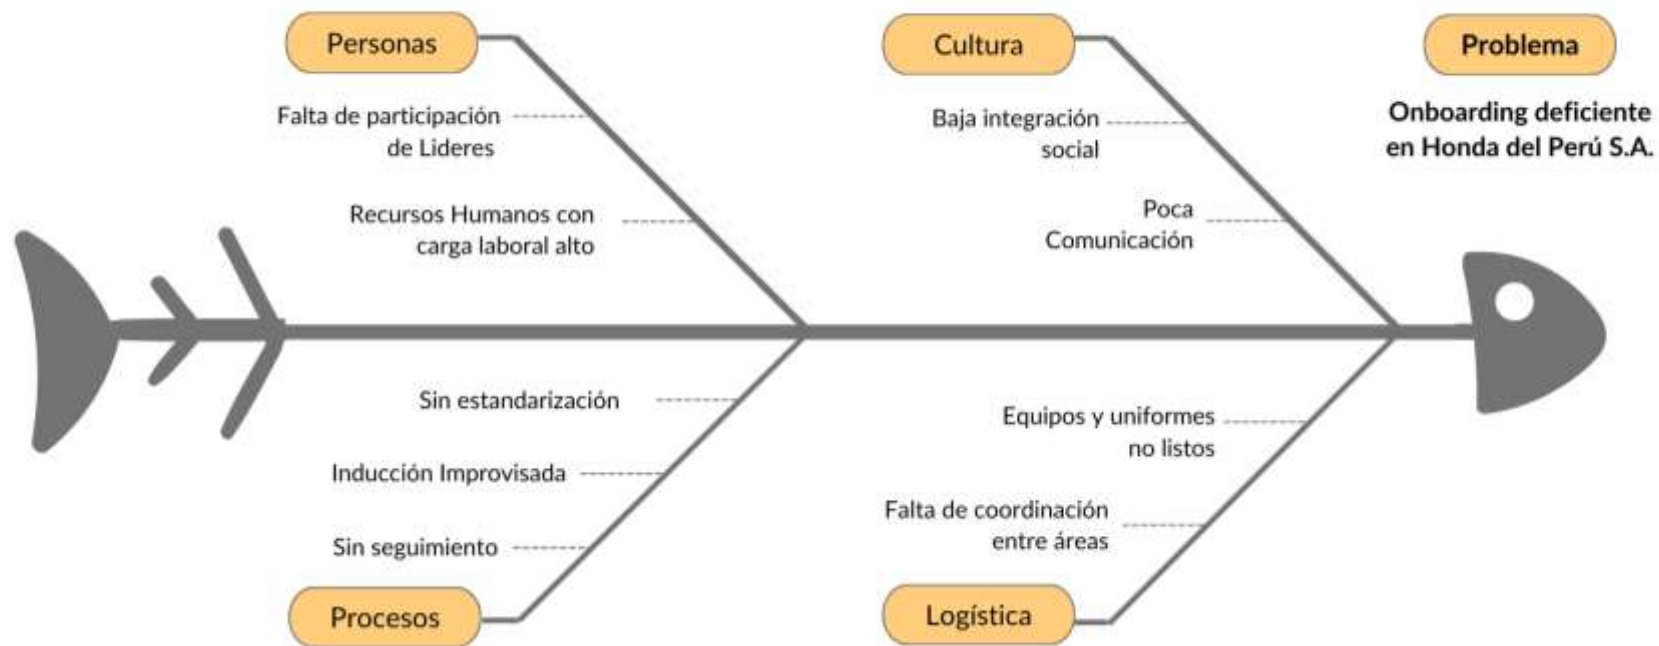 Personas
Cultura
Problema
Falta de participación
de Lideres
Baja integración
social
Onboarding deficiente
en Honda del Perú S.A.
Recursos Humanos con
carga laboral alto
Poca
Comunicación
Sin estandarización
Equipos y uniformes
no listos
Inducción Improvisada
Falta de coordinación
entre áreas
Sin seguimiento
Procesos
Logística